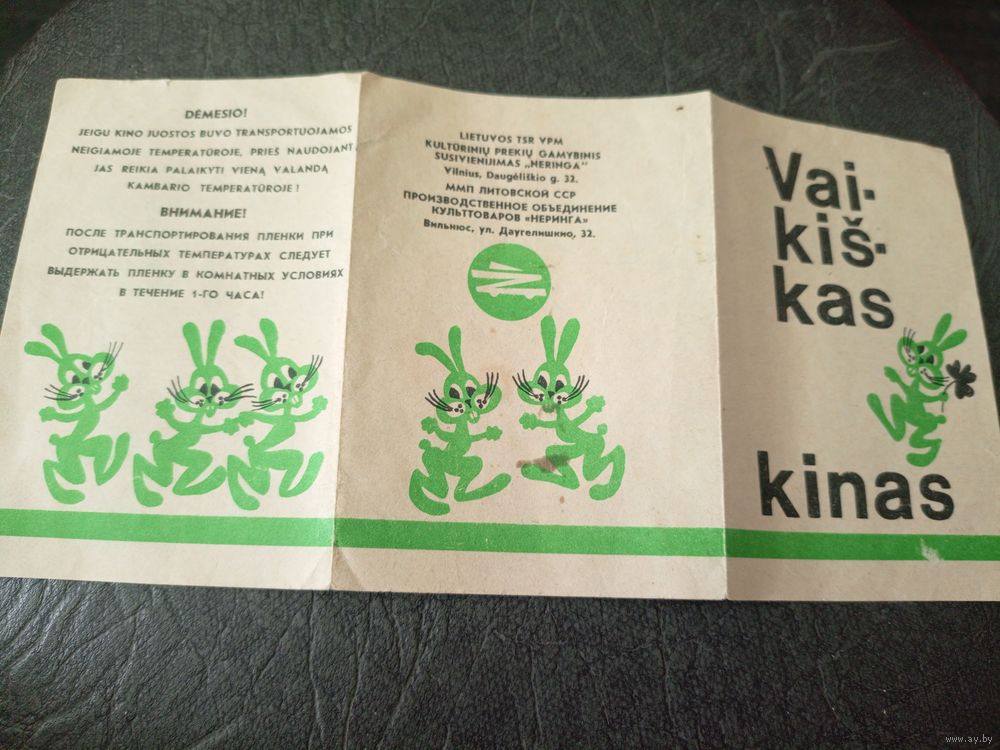 DĖMESIO!
JEIGU KINO JUOSTOS BUVO TRANSPORTUOJAMOS
NEIGIAMOJE TEMPERATŪROJE, PRIEŠ NAUDOJANT
JAS REIKIA PALAIKYTI VIENĄ VALANDĄ
KAMBARIO TEMPERATŪROJE!
ВНИМАНИЕ!
ПОСЛЕ ТРАНСПОРТИРОВАНИЯ ПЛЕНКИ ПРИ
ОТРИЦАТЕЛЬНЫХ ТЕМПЕРАТУРАХ СЛЕДУЕТ
ВЫДЕРЖАТЬ ПЛЕНКУ В КОМНАТНЫХ УСЛОВИЯХ
В ТЕЧЕНИЕ 1-ГО ЧАСА!
LIETUVOS TSR VPM
KULTŪRINIŲ PREKIŲ GAMYBINIS
SUSIVIENIJIMAS „NERINGA"
Vilnius, Daugėliškio g. 32.
ММП ЛИТОВСКОЙ ССР
ПРОИЗВОДСТВЕННОЕ ОБЪЕДИНЕНИЕ
КУЛЬТТОВАРОВ «НЕРИНГА»
Вильнюс, ул. Даугелишкио, 32.
Vai-
kiš-
kas
kinas
www.ay.by